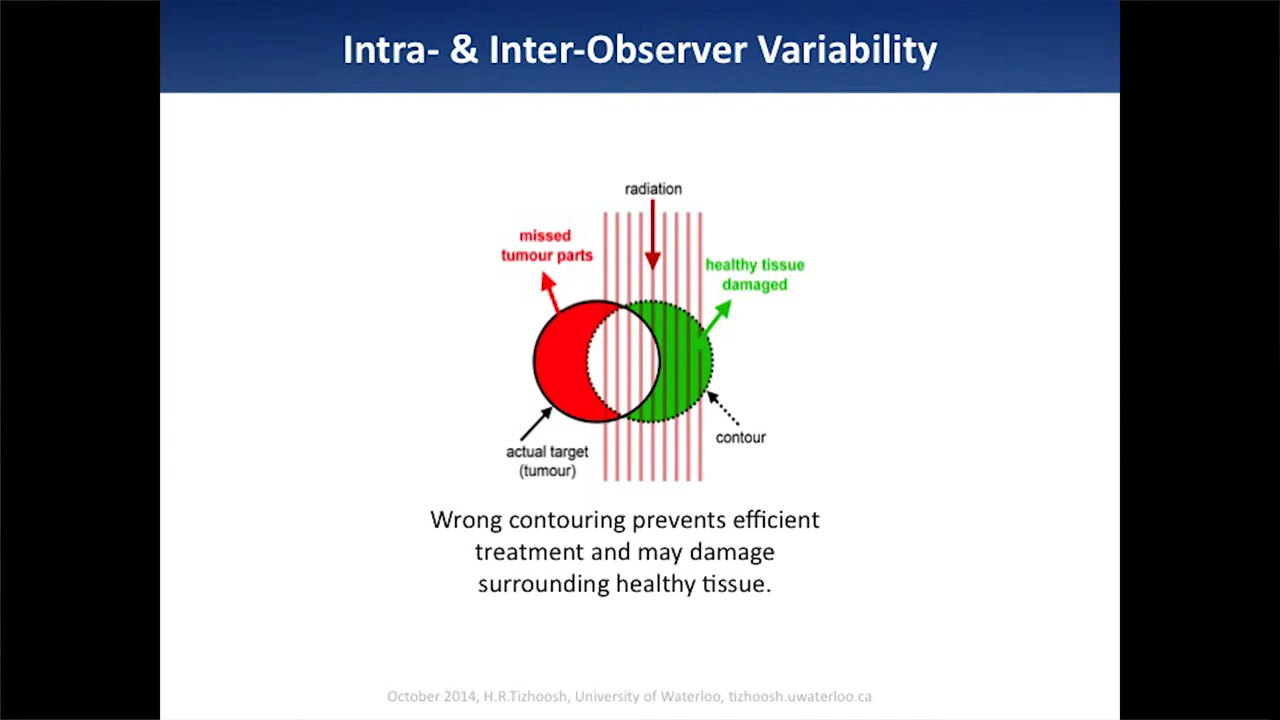 Intra- & Inter-Observer Variability
radiation
missed
tumour parts
healthy tissue
damaged
actual target
(tumour)
contour
Wrong contouring prevents efficient
treatment and may damage
surrounding healthy tissue.
October 2014, H.R.Tizhoosh, University of Waterloo, tizhoosh.uwaterloo.ca